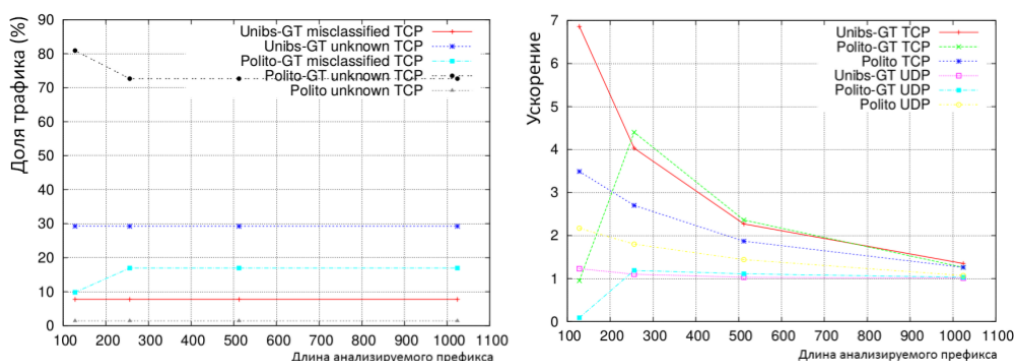 Доля трафика (%)
90
80
70
60
50
40
30
20
10
0
Unibs-GT misclassified TCP
Unibs-GT unknown TCP
Polito-GT misclassified TCP
Polito-GT unknown TCP
Polito unknown TCP
100 200 300 400 500 600 700 800 900 1000 1100
Длина анализируемого префикса
Ускорение
7
6
5
4
3
2
1
0
Unibs-GT TCP
Polito-GT TCP
Polito TCP
Unibs-GT UDP
Polito-GT UDP
Polito UDP
100 200 300 400 500 600 700 800 900 1000 1100
Длина анализируемого префикса